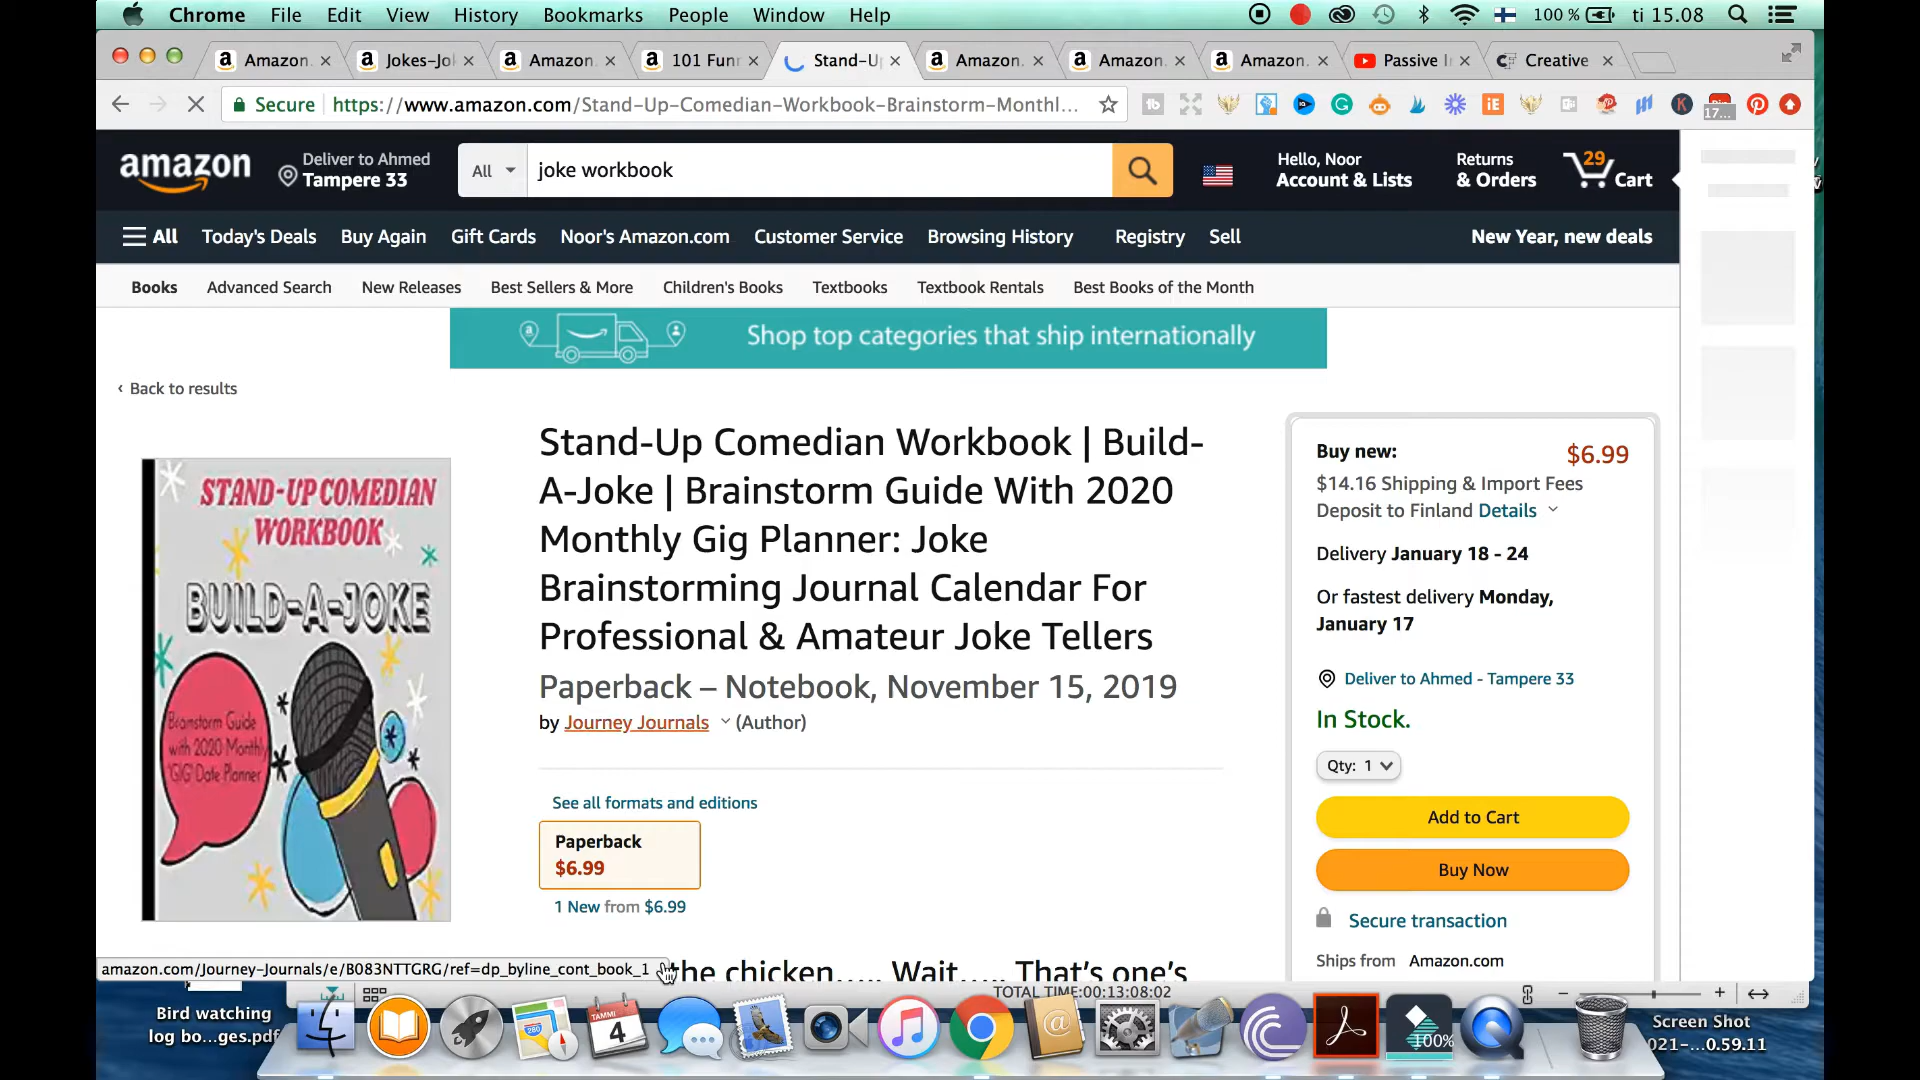 Chrome File Edit View History Bookmarks People Window Help 100 % ti 15.08
Amazon. Jokes-Jol Amazon. 101 Funn Stand-Up Amazon. Amazon. Amazon. Passive I Creative
Secure https://www.amazon.com/Stand-Up-Comedian-Workbook-Brainstorm-Monthl...
17...
amazon Deliver to Ahmed Tampere 33 All joke workbook Hello, Noor Account & Lists Returns & Orders 29 Cart
All Today's Deals Buy Again Gift Cards Noor's Amazon.com Customer Service Browsing History Registry Sell New Year, new deals
Books Advanced Search New Releases Best Sellers & More Children's Books Textbooks Textbook Rentals Best Books of the Month
Shop top categories that ship internationally
‹ Back to results
STAND-UP COMEDIAN
WORKBOOK
BUILD-A-JOKE
Brainstorm Guide
with 2020 Monthly
'GIG' Date Planner
Stand-Up Comedian Workbook | Build-
A-Joke | Brainstorm Guide With 2020
Monthly Gig Planner: Joke
Brainstorming Journal Calendar For
Professional & Amateur Joke Tellers
Paperback – Notebook, November 15, 2019
by Journey Journals (Author)
See all formats and editions
Paperback
$6.99
1 New from $6.99
the chicken..... Wait..... That's one's
Buy new: $6.99
$14.16 Shipping & Import Fees
Deposit to Finland Details
Delivery January 18 - 24
Or fastest delivery Monday,
January 17
Deliver to Ahmed - Tampere 33
In Stock.
Qty: 1
Add to Cart
Buy Now
Secure transaction
Ships from Amazon.com
amazon.com/Journey-Journals/e/B083NTTGRG/ref=dp_byline_cont_book_1
TOTAL TIME:00:13:08:02
Bird watching
log bo...ges.pdf
TAMMI
4
280
100%
Screen Shot
021-...0.59.11